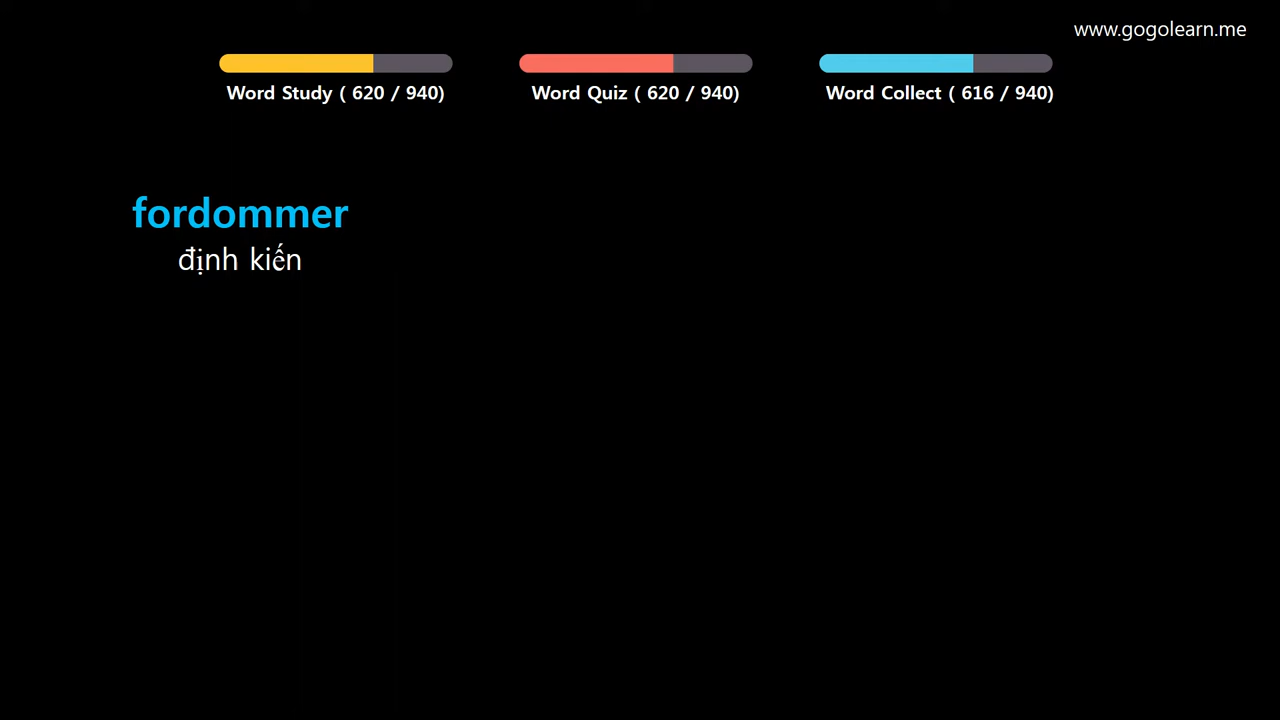 www.gogolearn.me
Word Study ( 620 / 940)
Word Quiz ( 620 / 940)
Word Collect ( 616 / 940)
fordommer
định kiến